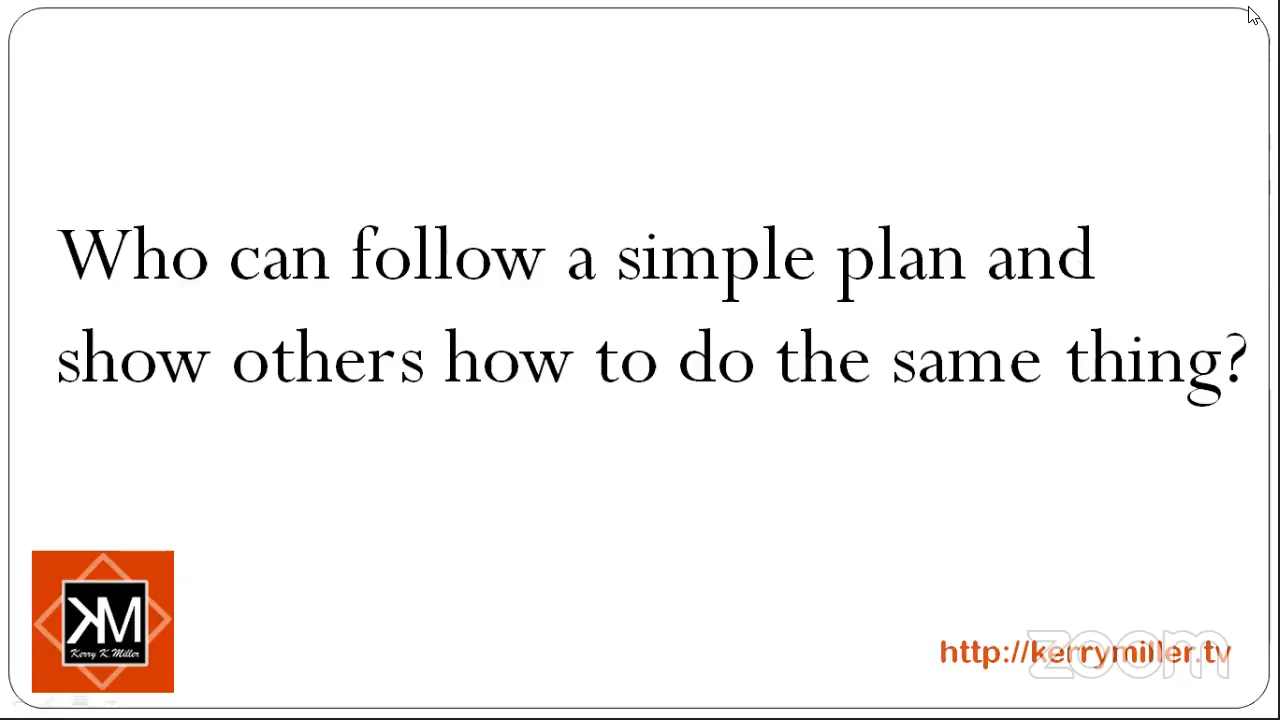 Who can follow a simple plan and
show others how to do the same thing?
KM
Kerry K. Miller
http://kerrymiller.tv
zoom